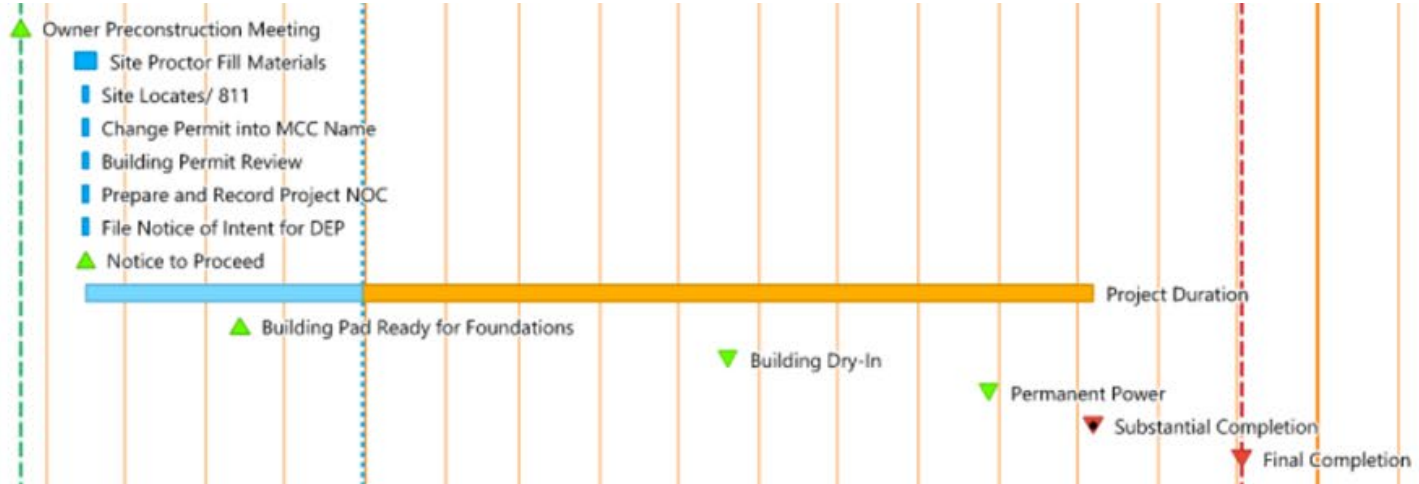 Owner Preconstruction Meeting
Site Proctor Fill Materials
Site Locates/ 811
Change Permit into MCC Name
Building Permit Review
Prepare and Record Project NOC
File Notice of Intent for DEP
Notice to Proceed
Project Duration
Building Pad Ready for Foundations
Building Dry-In
Permanent Power
Substantial Completion
Final Completion